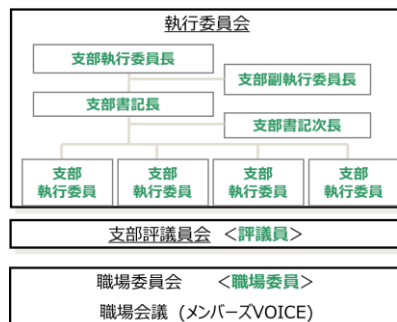 執行委員会
支部執行委員長
支部副執行委員長
支部書記長
支部書記次長
支部
執行委員
支部
執行委員
支部
執行委員
支部
執行委員
支部評議員会 <評議員>
職場委員会 <職場委員>
職場会議 (メンバーズVOICE)